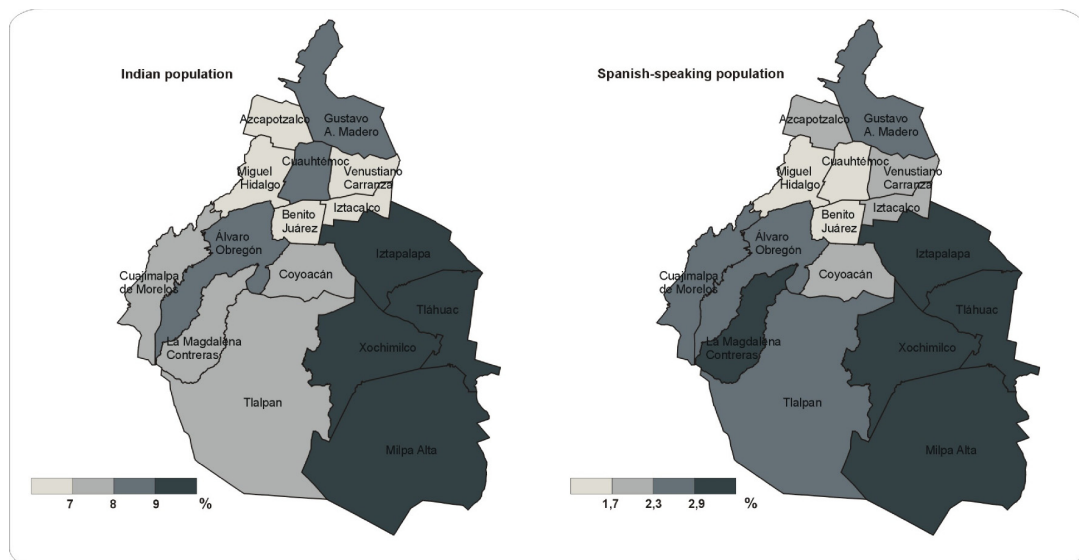 Indian population
Azcapotzalco
Gustavo
A. Madero
Cuauhtémoc
Miguel
Hidalgo
Venustiano
Carranza
Benito
Juárez
Iztacalco
Álvaro
Obregón
Iztapalapa
Cuajimalpa
de Morelos
Coyoacán
Tláhuac
La Magdalena
Contreras
Xochimilco
Tlalpan
Milpa Alta
7 8 9 %
Spanish-speaking population
Azcapotzalco
Gustavo
A. Madero
Cuauhtémoc
Miguel
Hidalgo
Venustiano
Carranza
Benito
Juárez
Iztacalco
Álvaro
Obregón
Iztapalapa
Cuajimalpa
de Morelos
Coyoacán
Tláhuac
La Magdalena
Contreras
Xochimilco
Tlalpan
Milpa Alta
1,7 2,3 2,9 %